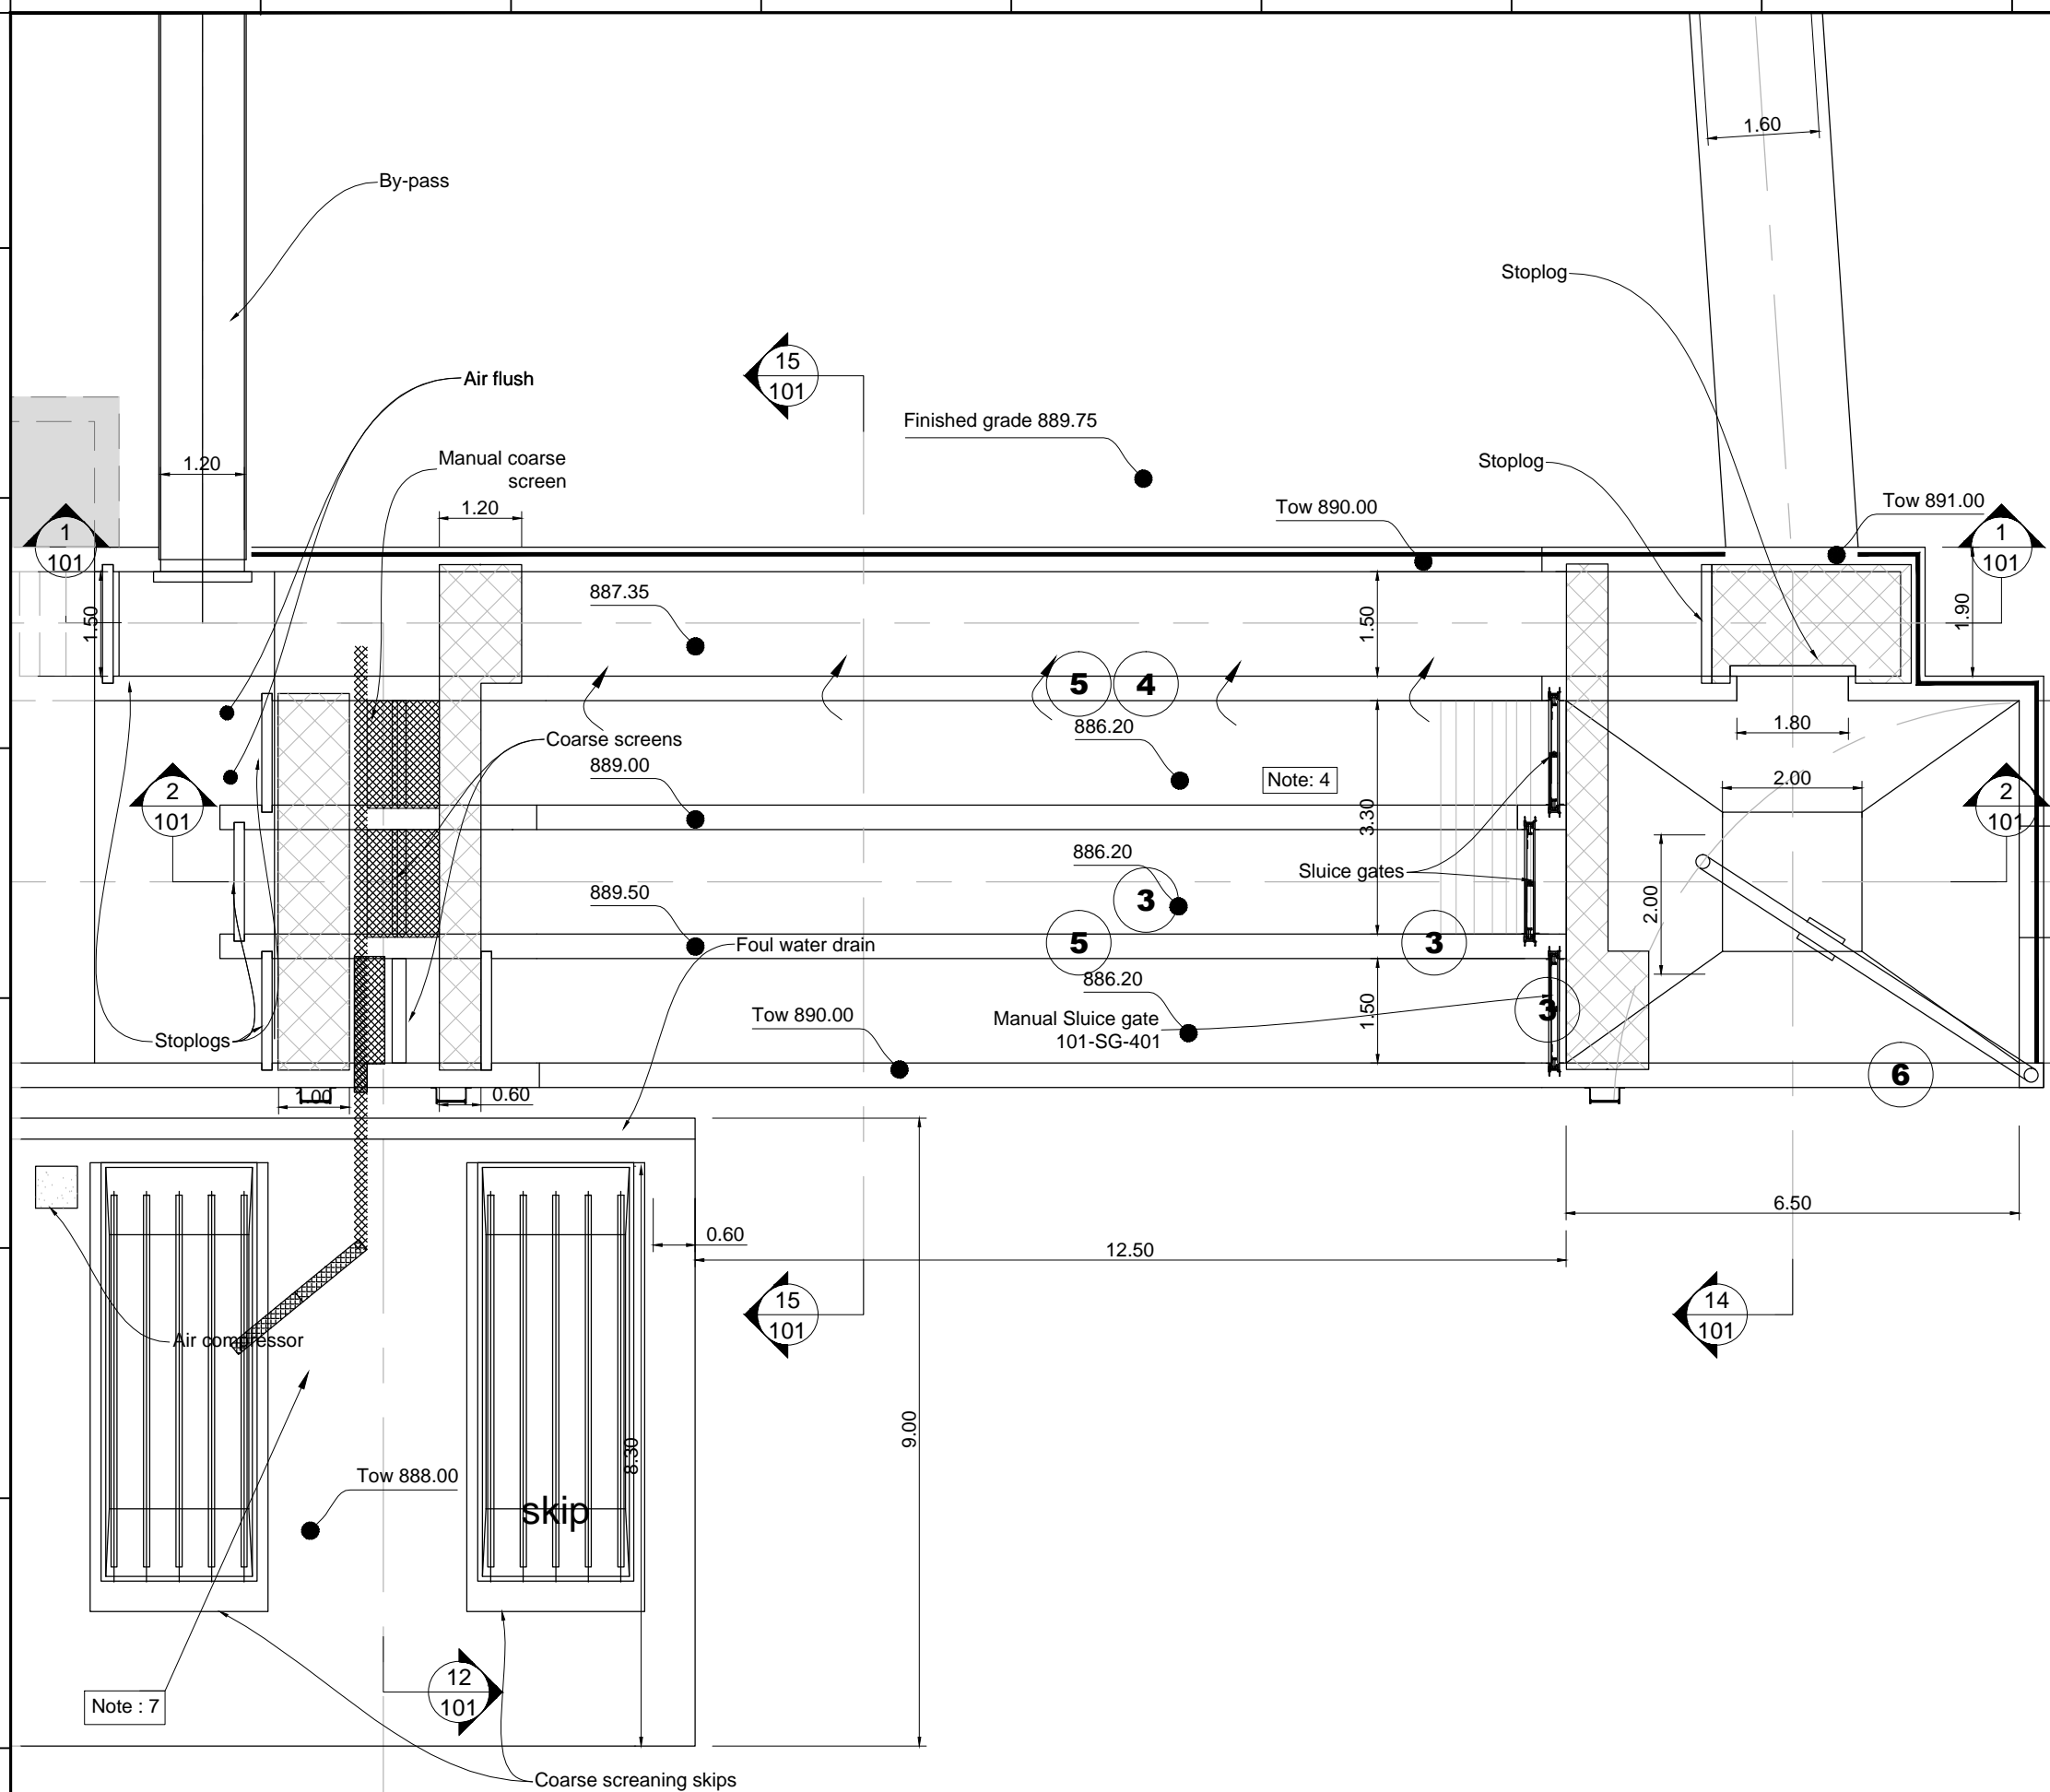 1.60
By-pass
Stoplog
15
101
Air flush
Finished grade 889.75
Manual coarse
screen
1.20
Stoplog
1.20
Tow 890.00
Tow 891.00
1
101
1
101
887.35
1.50
1.50
1.90
5
4
886.20
1.80
Coarse screens
889.00
Note: 4
2.00
2
101
2
101
3.30
886.20
Sluice gates
889.50
3
2.00
Foul water drain
5
3
886.20
Tow 890.00
Manual Sluice gate
101-SG-401
1.50
3
Stoplogs
6
1.00
0.60
6.50
0.60
12.50
15
101
14
101
Air compressor
9.00
8.30
Tow 888.00
skip
12
101
Note : 7
Coarse screaning skips